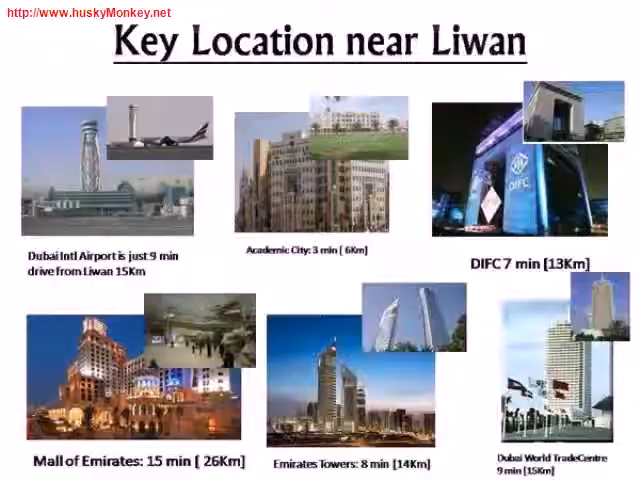 http://www.huskyMonkey.net
Key Location near Liwan
DIFC
Dubai Intl Airport is just 9 min
drive from Liwan 15Km
Academic City: 3 min [ 6Km]
DIFC 7 min [13Km]
Mall of Emirates: 15 min [ 26Km]
Emirates Towers: 8 min [14Km]
Dubai World TradeCentre
9 min [15Km]